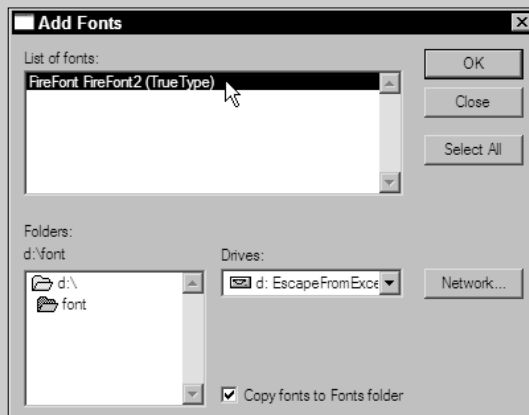 Add Fonts
List of fonts:
FireFont FireFont2 (TrueType)
OK
Close
Select All
Folders:
d:\font
d:\
font
Drives:
d: EscapeFromExce
Network...
Copy fonts to Fonts folder